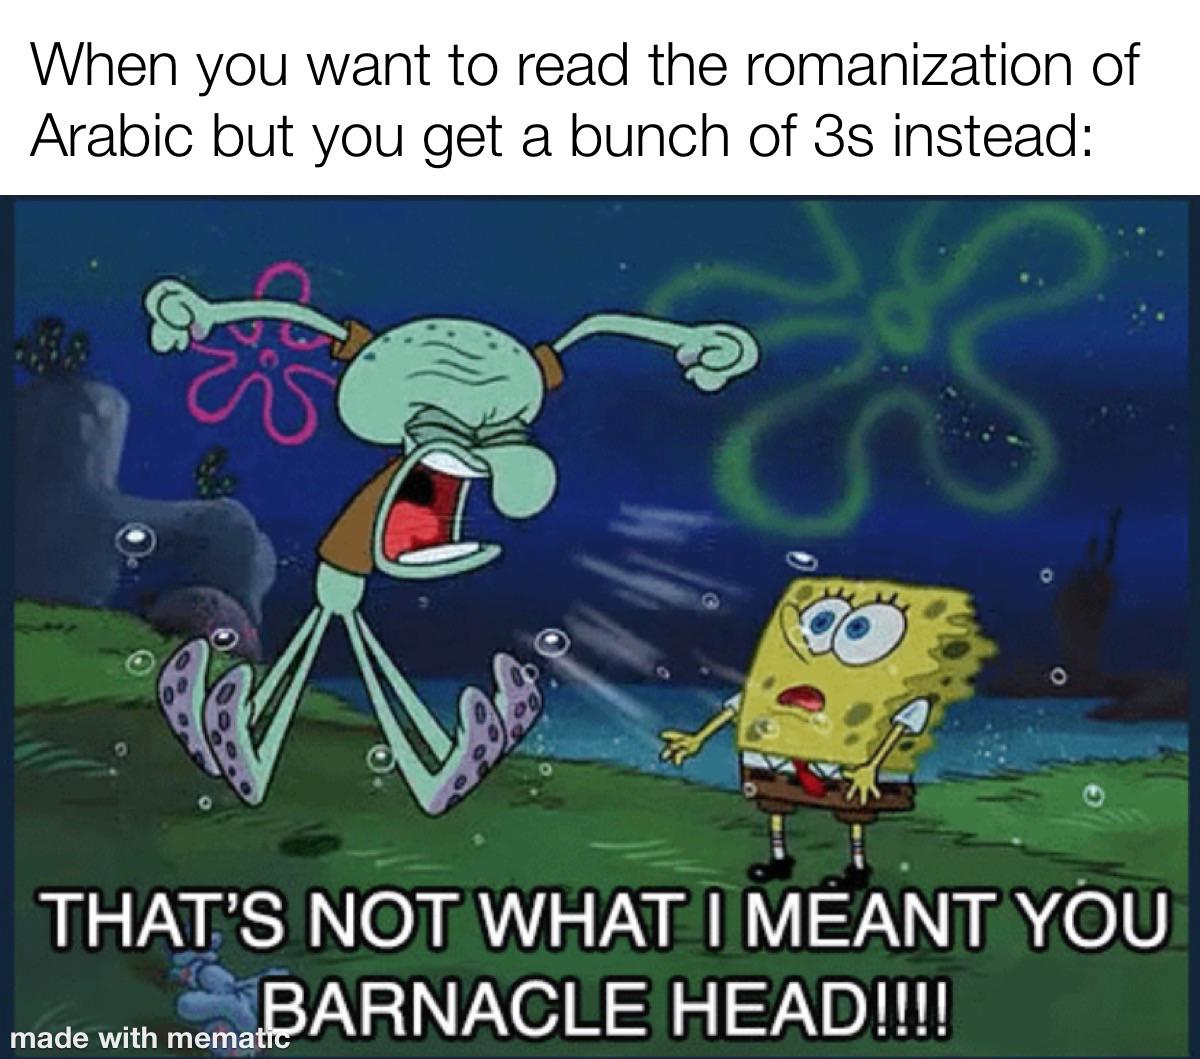 When you want to read the romanization of
Arabic but you get a bunch of 3s instead:
THAT'S NOT WHAT I MEANT YOU
BARNACLE HEAD!!!!
made with mematic